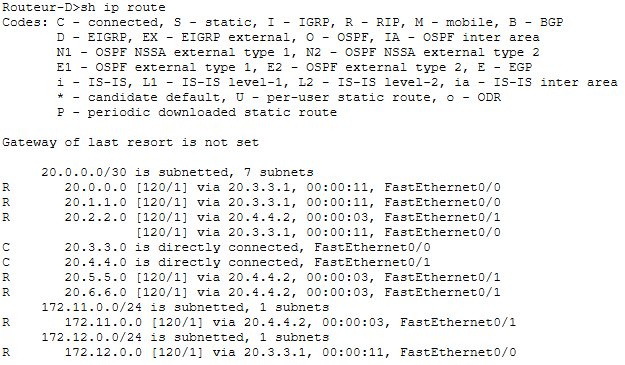 Routeur-D>sh ip route
Codes: C - connected, S - static, I - IGRP, R - RIP, M - mobile, B - BGP
       D - EIGRP, EX - EIGRP external, O - OSPF, IA - OSPF inter area
       N1 - OSPF NSSA external type 1, N2 - OSPF NSSA external type 2
       E1 - OSPF external type 1, E2 - OSPF external type 2, E - EGP
       i - IS-IS, L1 - IS-IS level-1, L2 - IS-IS level-2, ia - IS-IS inter area
       * - candidate default, U - per-user static route, o - ODR
       P - periodic downloaded static route

Gateway of last resort is not set

     20.0.0.0/30 is subnetted, 7 subnets
R       20.0.0.0 [120/1] via 20.3.3.1, 00:00:11, FastEthernet0/0
R       20.1.1.0 [120/1] via 20.3.3.1, 00:00:11, FastEthernet0/0
R       20.2.2.0 [120/1] via 20.4.4.2, 00:00:03, FastEthernet0/1
                 [120/1] via 20.3.3.1, 00:00:11, FastEthernet0/0
C       20.3.3.0 is directly connected, FastEthernet0/0
C       20.4.4.0 is directly connected, FastEthernet0/1
R       20.5.5.0 [120/1] via 20.4.4.2, 00:00:03, FastEthernet0/1
R       20.6.6.0 [120/1] via 20.4.4.2, 00:00:03, FastEthernet0/1
     172.11.0.0/24 is subnetted, 1 subnets
R       172.11.0.0 [120/1] via 20.4.4.2, 00:00:03, FastEthernet0/1
     172.12.0.0/24 is subnetted, 1 subnets
R       172.12.0.0 [120/1] via 20.3.3.1, 00:00:11, FastEthernet0/0